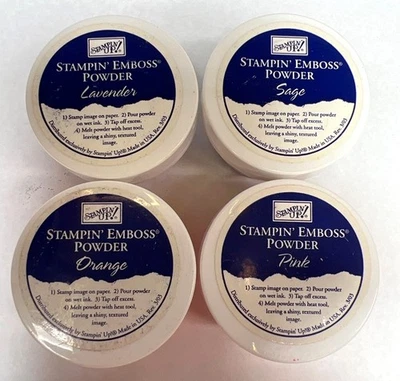 STAMPIN' UP!
STAMPIN' EMBOSS®
POWDER
Lavender
1) Stamp image on paper. 2) Pour powder
on wet ink. 3) Tap off excess.
4) Melt powder with heat tool,
leaving a shiny, textured
image.
Distributed exclusively by Stampin' Up!® Made in USA. Rev. 3/03
STAMPIN' UP!
STAMPIN' EMBOSS®
POWDER
Sage
1) Stamp image on paper. 2) Pour powder
on wet ink. 3) Tap off excess.
4) Melt powder with heat tool,
leaving a shiny, textured
image.
Distributed exclusively by Stampin' Up!® Made in USA. Rev. 3/03
STAMPIN' UP!
STAMPIN' EMBOSS®
POWDER
Orange
1) Stamp image on paper. 2) Pour powder
on wet ink. 3) Tap off excess.
4) Melt powder with heat tool,
leaving a shiny, textured
image.
Distributed exclusively by Stampin' Up!® Made in USA. Rev. 3/03
STAMPIN' UP!
STAMPIN' EMBOSS®
POWDER
Pink
1) Stamp image on paper. 2) Pour powder
on wet ink. 3) Tap off excess.
4) Melt powder with heat tool,
leaving a shiny, textured
image.
Distributed exclusively by Stampin' Up!® Made in USA. Rev. 3/03